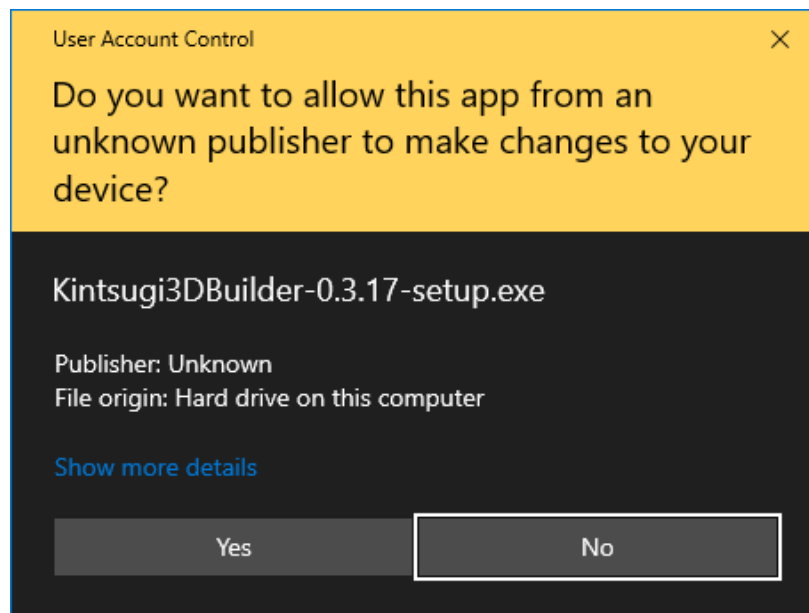 User Account Control
Do you want to allow this app from an
unknown publisher to make changes to your
device?
Kintsugi3DBuilder-0.3.17-setup.exe
Publisher: Unknown
File origin: Hard drive on this computer
Show more details
Yes
No